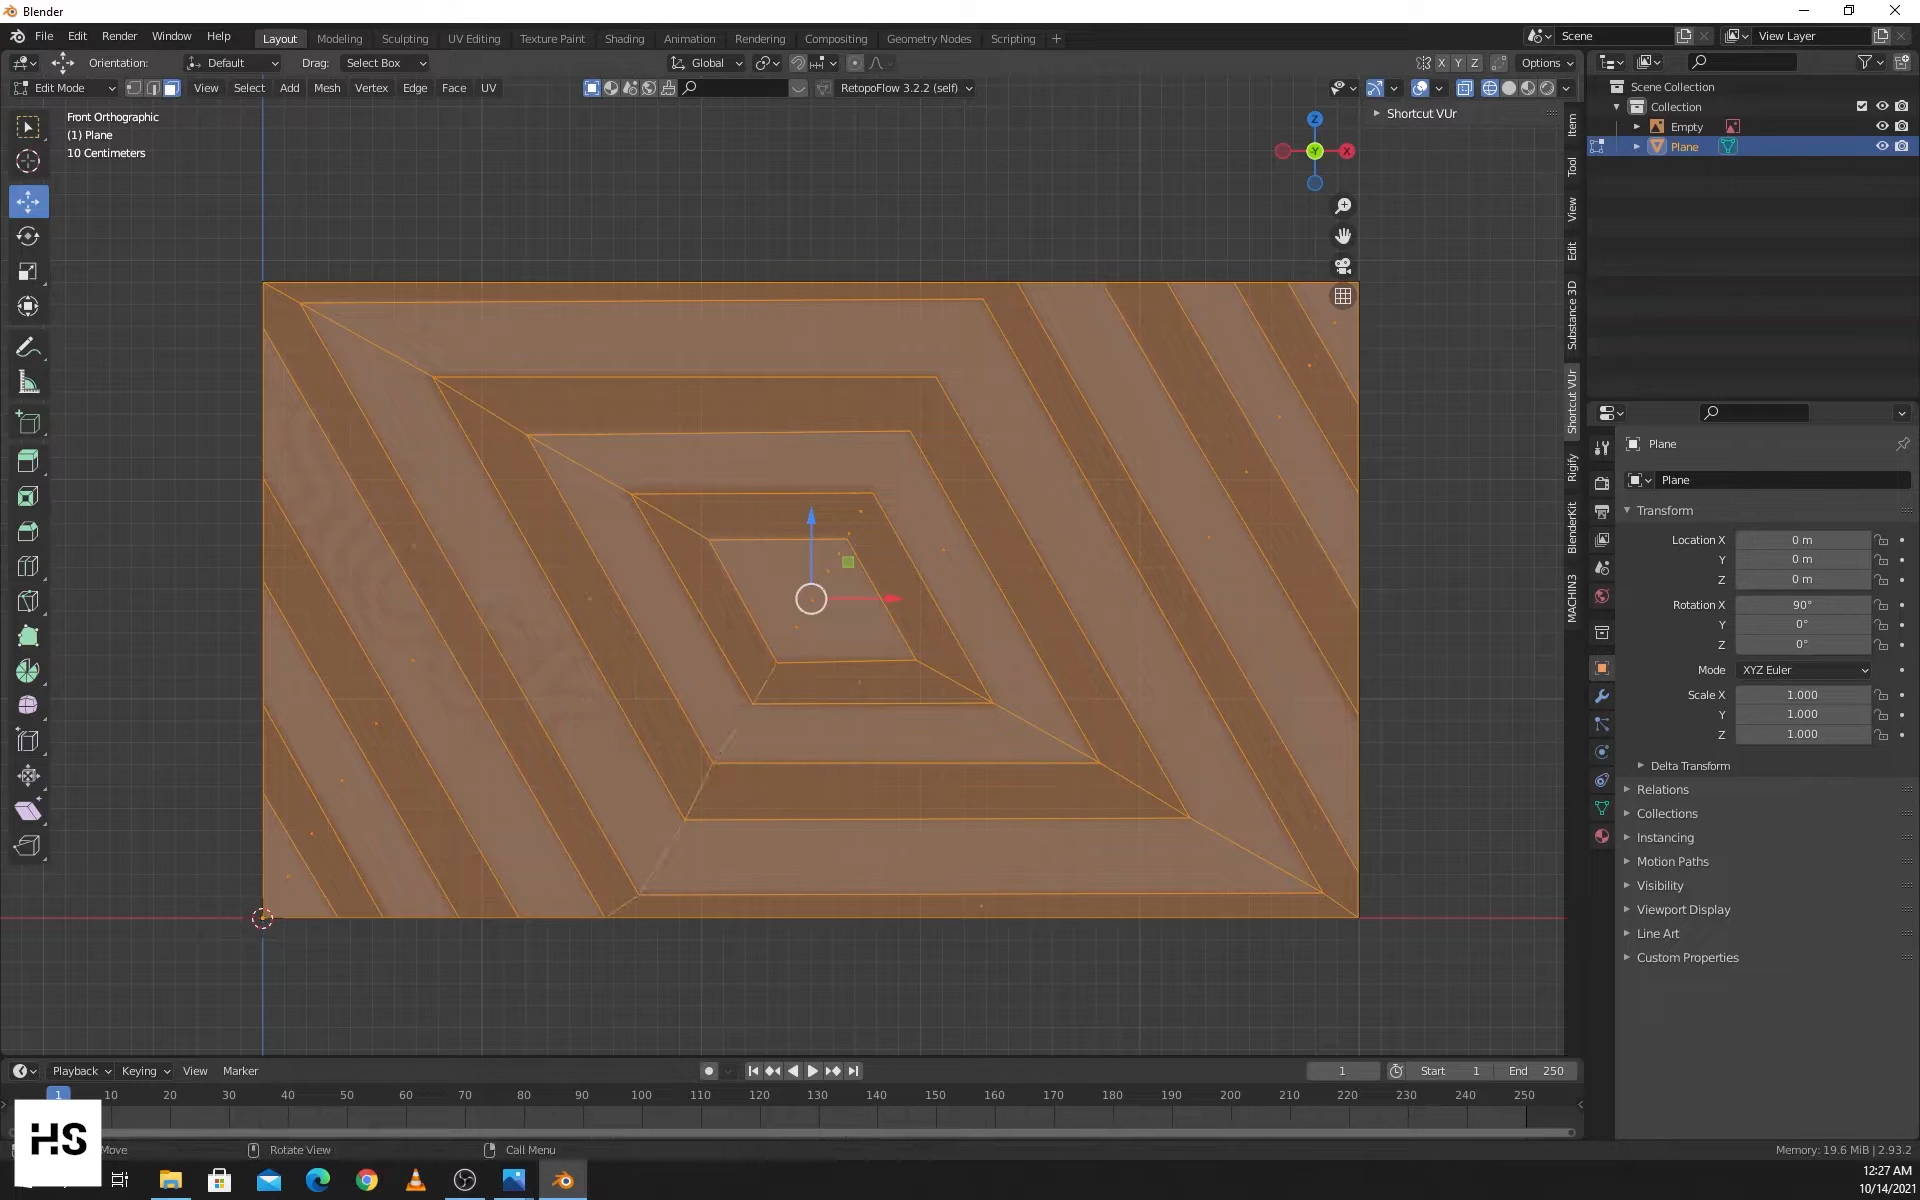 Blender
File Edit Render Window Help Layout Modeling Sculpting UV Editing Texture Paint Shading Animation Rendering Compositing Geometry Nodes Scripting + Scene View Layer
Orientation: Default Drag: Select Box Global X Y Z Options
Edit Mode View Select Add Mesh Vertex Edge Face UV RetopoFlow 3.2.2 (self)
Front Orthographic
(1) Plane
10 Centimeters
Z
Y
X
Shortcut VUr
Item
Tool
View
Edit
Substance 3D
Shortcut VUr
Rigify
BlenderKit
MACHIN3
Scene Collection
Collection
Empty
Plane
Plane
Plane
Transform
Location X 0 m
Y 0 m
Z 0 m
Rotation X 90°
Y 0°
Z 0°
Mode XYZ Euler
Scale X 1.000
Y 1.000
Z 1.000
Delta Transform
Relations
Collections
Instancing
Motion Paths
Visibility
Viewport Display
Line Art
Custom Properties
Playback Keying View Marker 1 Start 1 End 250
1 10 20 30 40 50 60 70 80 90 100 110 120 130 140 150 160 170 180 190 200 210 220 230 240 250
HS
Move Rotate View Call Menu Memory: 19.6 MiB | 2.93.2
12:27 AM
10/14/2021